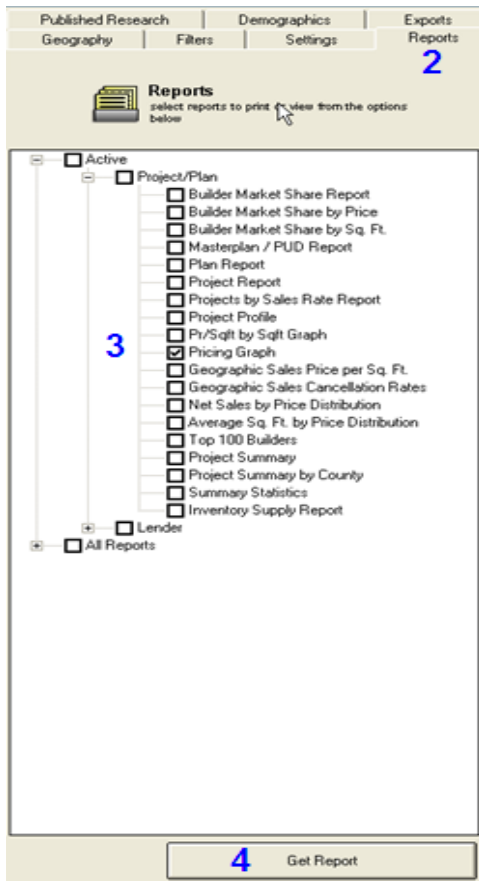 Published Research Demographics Exports
Geography Filters Settings Reports
2
Reports
select reports to print or view from the options
below
Active
Project/Plan
Builder Market Share Report
Builder Market Share by Price
Builder Market Share by Sq. Ft.
Masterplan / PUD Report
Plan Report
Project Report
Projects by Sales Rate Report
Project Profile
Pr/Sqft by Sqft Graph
3
Pricing Graph
Geographic Sales Price per Sq. Ft.
Geographic Sales Cancellation Rates
Net Sales by Price Distribution
Average Sq. Ft. by Price Distribution
Top 100 Builders
Project Summary
Project Summary by County
Summary Statistics
Inventory Supply Report
Lender
All Reports
4 Get Report